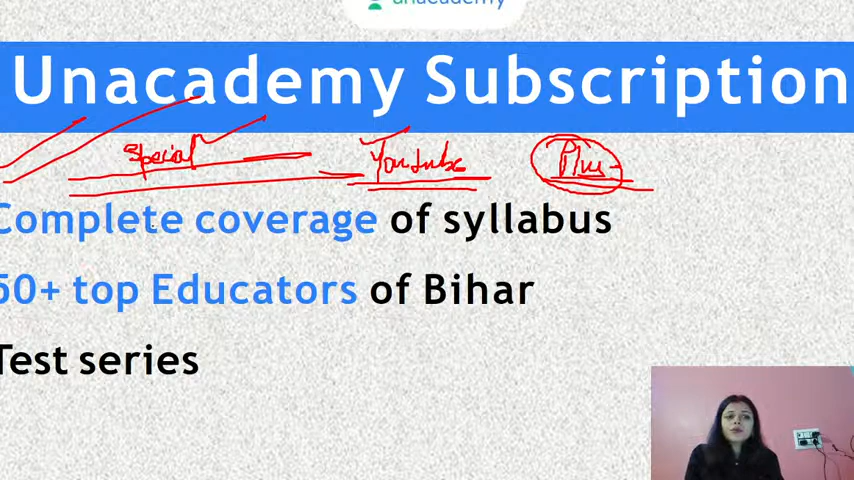 unacademy
Unacademy Subscription
Special Youtube Plus
Complete coverage of syllabus
50+ top Educators of Bihar
Test series